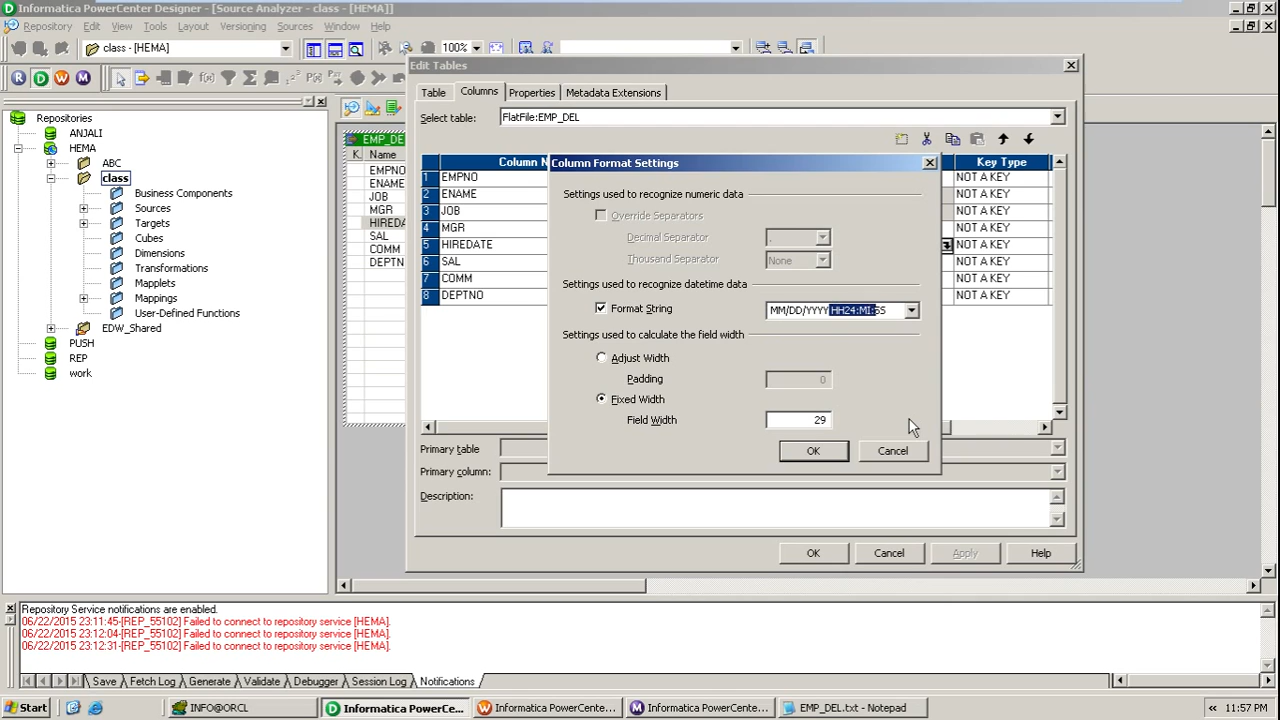 Informatica PowerCenter Designer - [Source Analyzer - class - [HEMA]]
Repository Edit View Tools Layout Versioning Sources Window Help
class - [HEMA]
100%
R D W M
Edit Tables
Table Columns Properties Metadata Extensions
Select table: FlatFile:EMP_DEL
Repositories
ANJALI
HEMA
ABC
class
Business Components
Sources
Targets
Cubes
Dimensions
Transformations
Mapplets
Mappings
User-Defined Functions
EDW_Shared
PUSH
REP
work
K. Name
EMPNO
ENAME
JOB
MGR
SAL
COMM
Key Type
1 EMPNO NOT A KEY
2 ENAME NOT A KEY
3 JOB NOT A KEY
4 MGR NOT A KEY
5 HIREDATE NOT A KEY
6 SAL NOT A KEY
7 COMM NOT A KEY
8 DEPTNO NOT A KEY
Column Format Settings
Settings used to recognize numeric data
Override Separators
Decimal Separator
Thousand Separator None
Settings used to recognize datetime data
Format String MM/DD/YYYY HH24:MI:SS
Settings used to calculate the field width
Adjust Width
Padding 0
Fixed Width
Field Width 29
OK Cancel
Primary table
Primary column:
Description:
OK Cancel Apply Help
Repository Service notifications are enabled.
06/22/2015 23:11:45-[REP_55102] Failed to connect to repository service [HEMA].
06/22/2015 23:12:04-[REP_55102] Failed to connect to repository service [HEMA].
06/22/2015 23:12:31-[REP_55102] Failed to connect to repository service [HEMA].
Save Fetch Log Generate Validate Debugger Session Log Notifications
Start INFO@ORCL Informatica PowerCe... Informatica PowerCente... Informatica PowerCente... EMP_DEL.txt - Notepad 11:57 PM